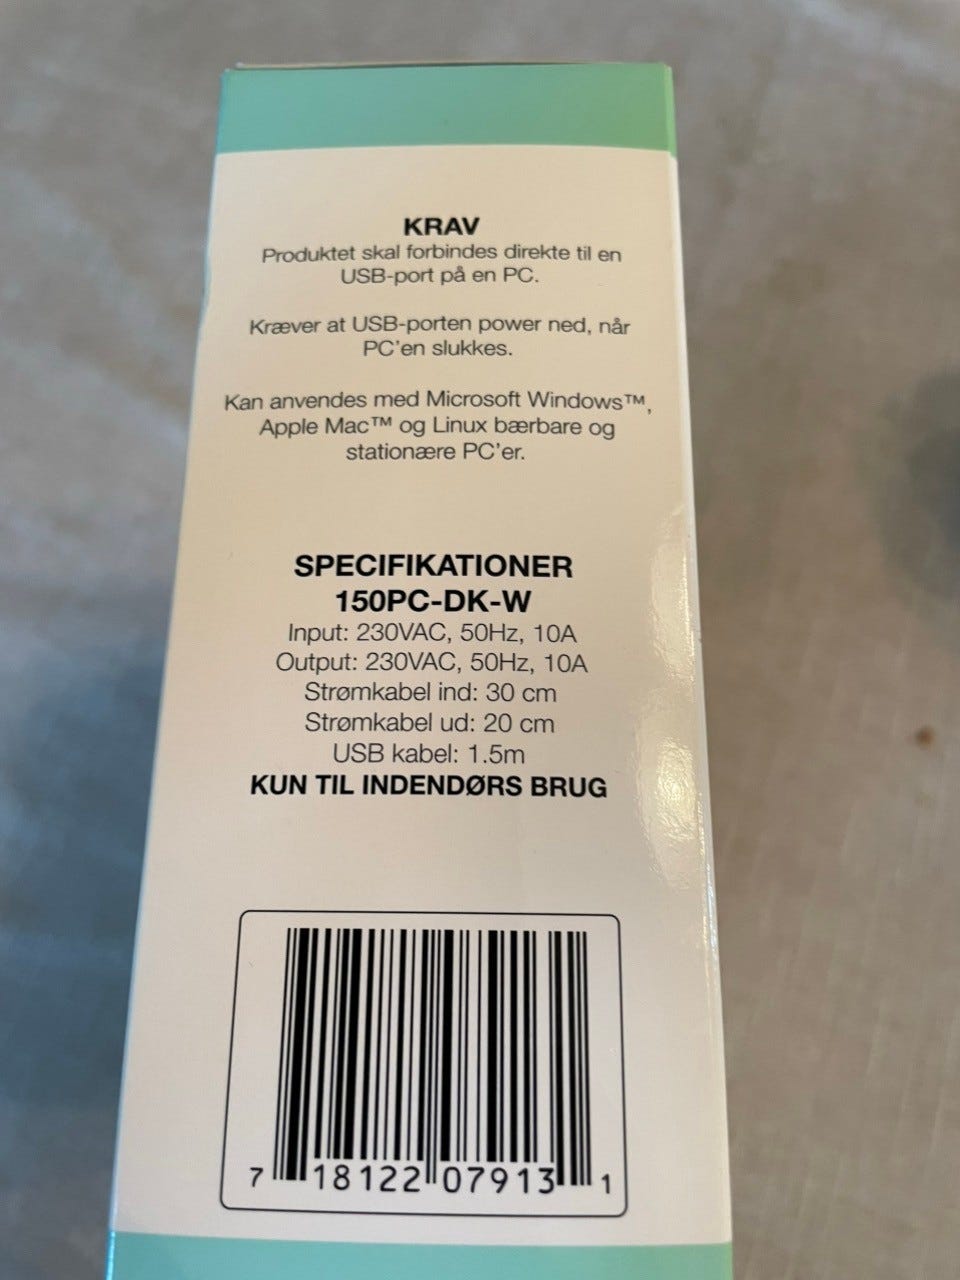 KRAV
Produktet skal forbindes direkte til en
USB-port på en PC.
Kræver at USB-porten power ned, når
PC'en slukkes.
Kan anvendes med Microsoft Windows™,
Apple Mac™ og Linux bærbare og
stationære PC'er.
SPECIFIKATIONER
150PC-DK-W
Input: 230VAC, 50Hz, 10A
Output: 230VAC, 50Hz, 10A
Strømkabel ind: 30 cm
Strømkabel ud: 20 cm
USB kabel: 1.5m
KUN TIL INDENDØRS BRUG
7 18122 07913 1